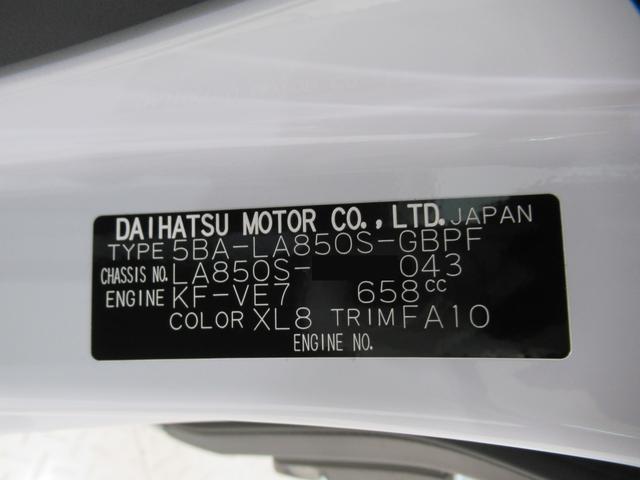 DAIHATSU MOTOR CO., LTD. JAPAN
TYPE 5BA-LA850S-GBPF
CHASSIS NO. LA850S- 043
ENGINE KF-VE7 658cc
COLOR XL8 TRIM FA10
ENGINE NO.